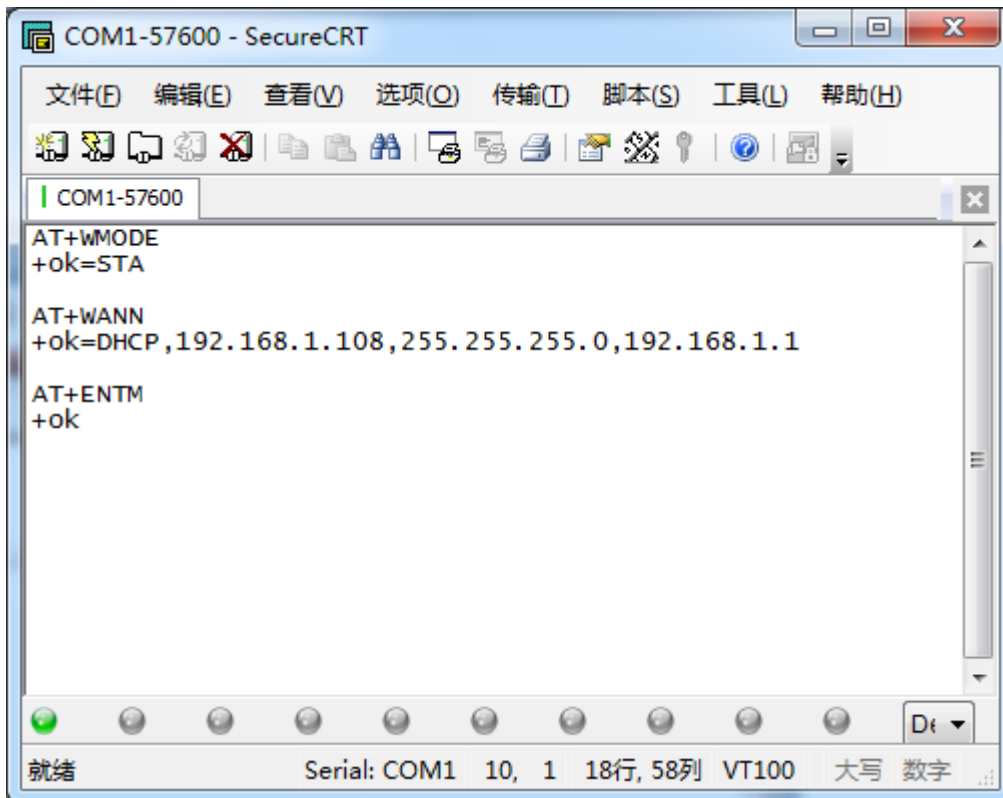 COM1-57600 - SecureCRT
文件(F) 编辑(E) 查看(V) 选项(O) 传输(T) 脚本(S) 工具(L) 帮助(H)
COM1-57600
AT+WMODE
+ok=STA
AT+WANN
+ok=DHCP,192.168.1.108,255.255.255.0,192.168.1.1
AT+ENTM
+ok
就绪 Serial: COM1 10, 1 18行, 58列 VT100 大写 数字